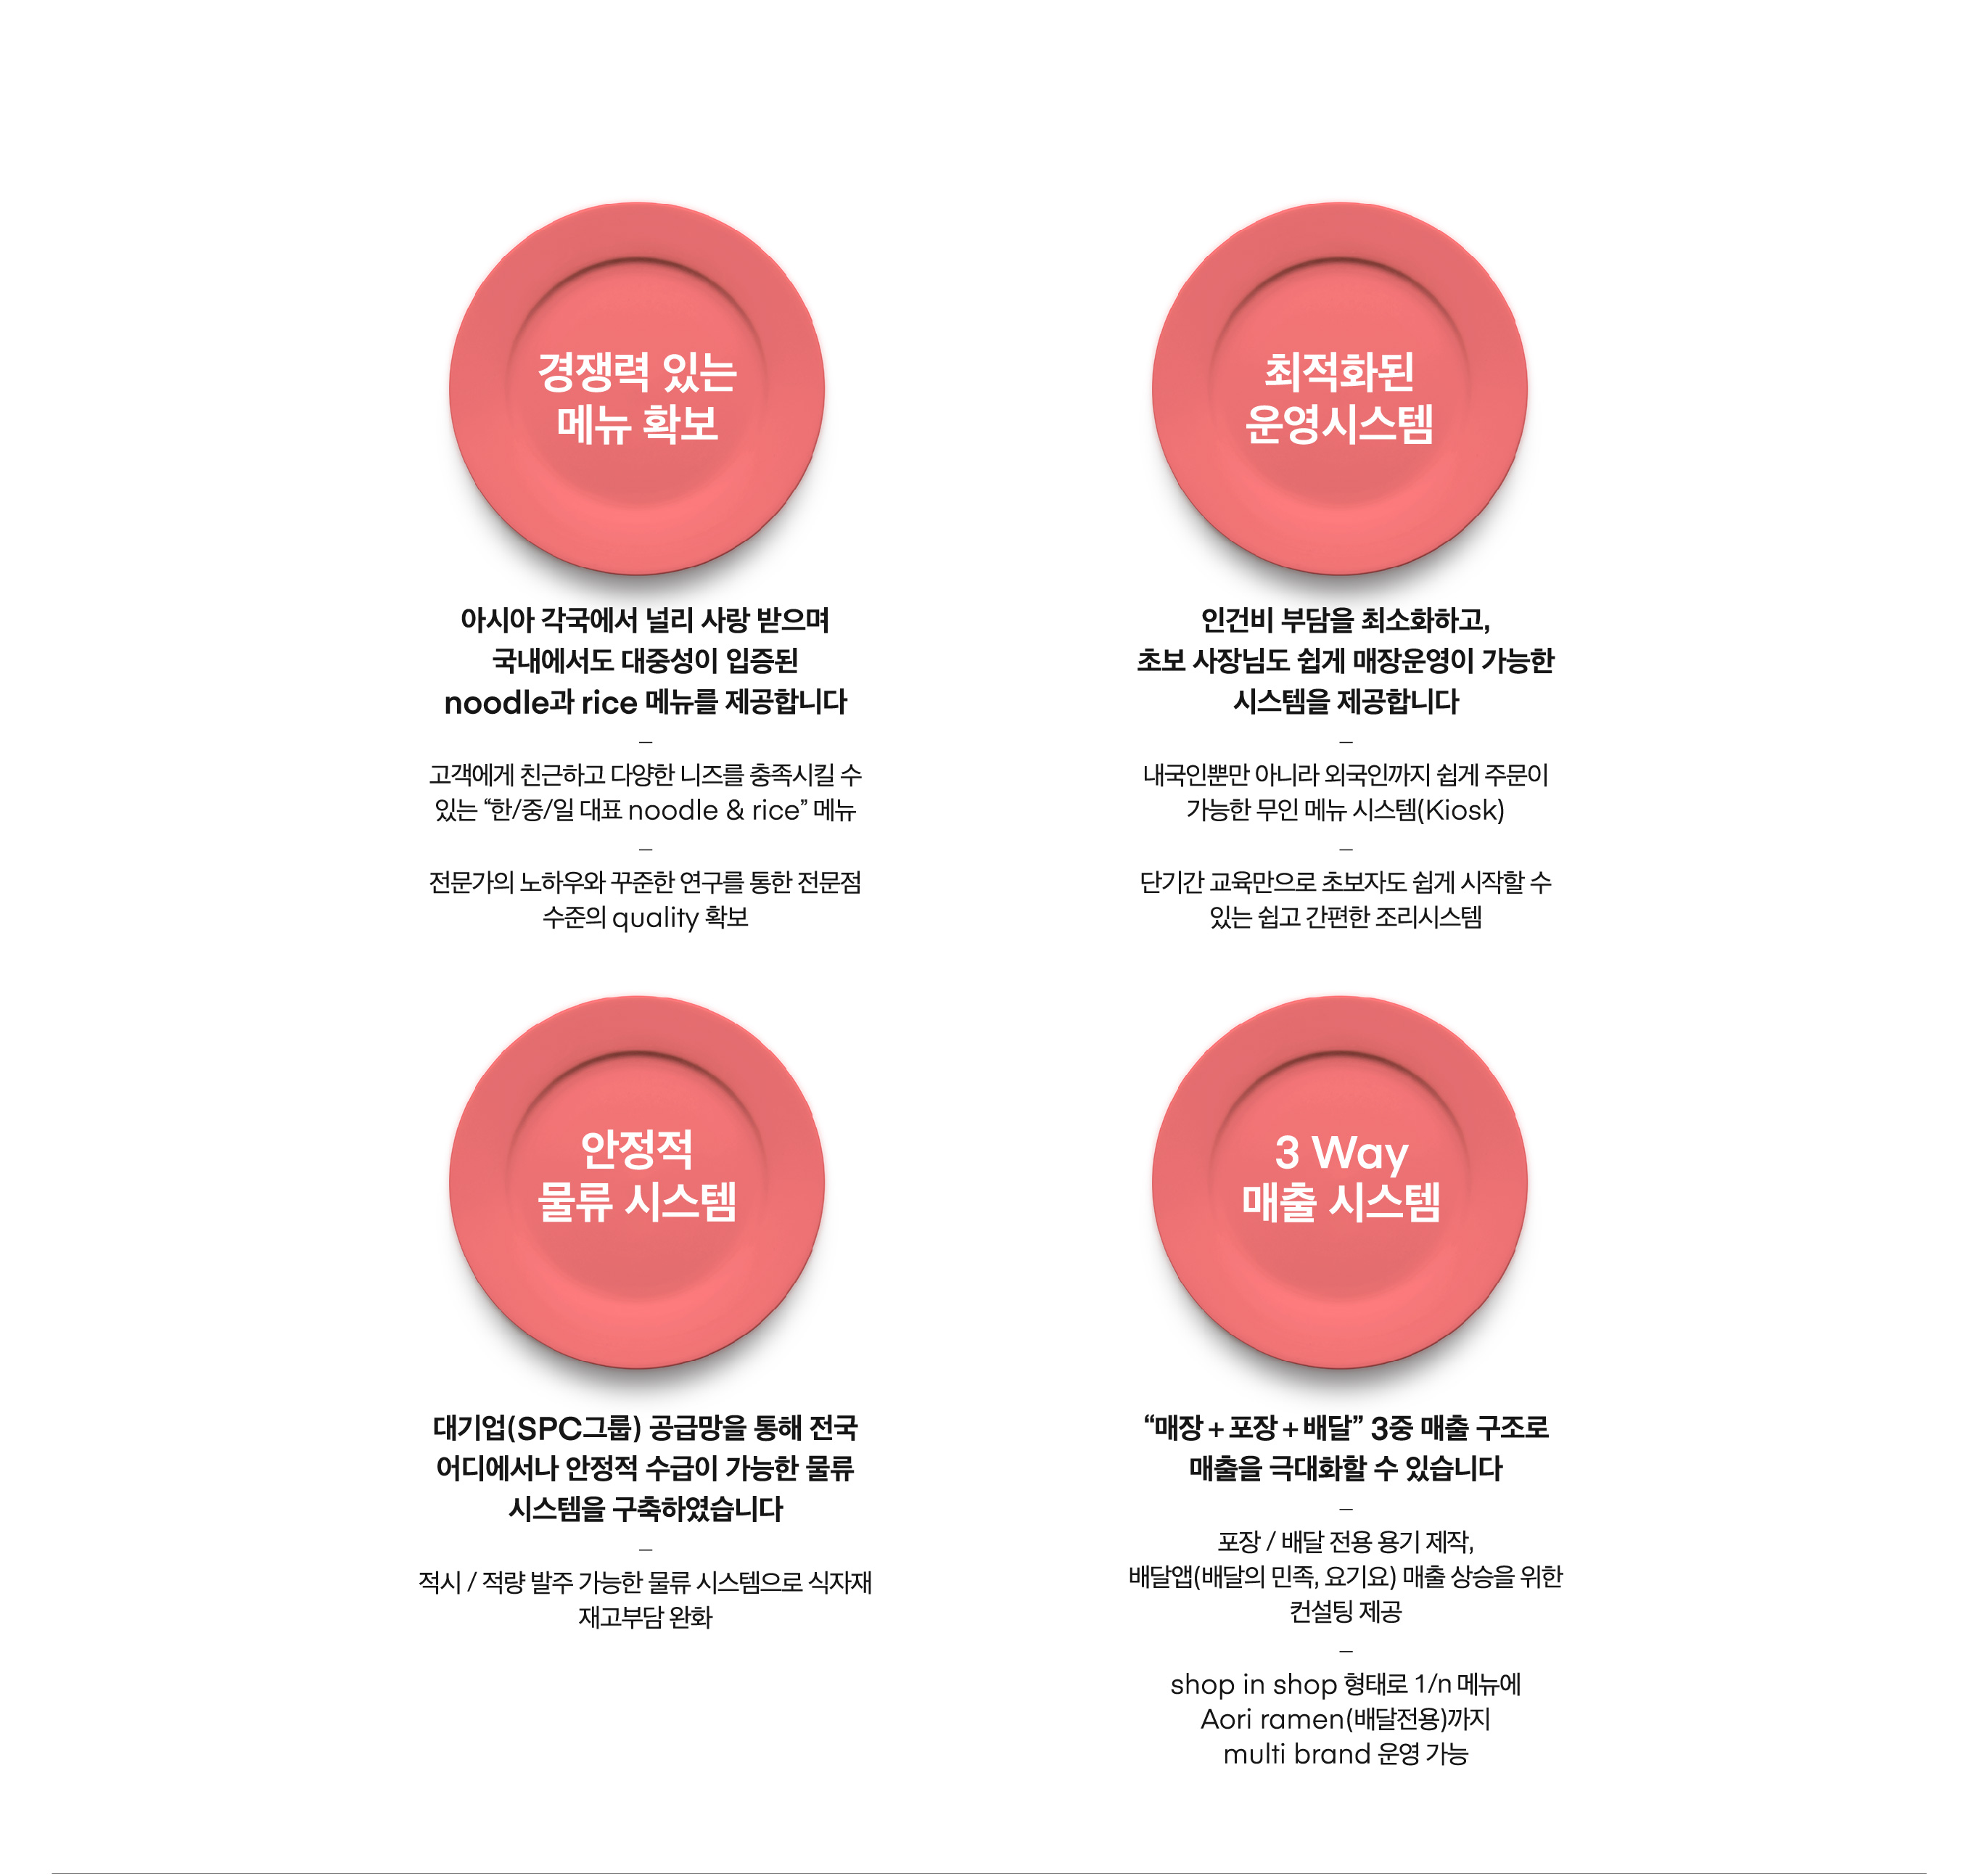 경쟁력 있는
메뉴 확보
아시아 각국에서 널리 사랑 받으며
국내에서도 대중성이 입증된
noodle과 rice 메뉴를 제공합니다
–
고객에게 친근하고 다양한 니즈를 충족시킬 수
있는 “한/중/일 대표 noodle & rice” 메뉴
–
전문가의 노하우와 꾸준한 연구를 통한 전문점
수준의 quality 확보
최적화된
운영시스템
인건비 부담을 최소화하고,
초보 사장님도 쉽게 매장운영이 가능한
시스템을 제공합니다
–
내국인뿐만 아니라 외국인까지 쉽게 주문이
가능한 무인 메뉴 시스템(Kiosk)
–
단기간 교육만으로 초보자도 쉽게 시작할 수
있는 쉽고 간편한 조리시스템
안정적
물류 시스템
대기업(SPC그룹) 공급망을 통해 전국
어디에서나 안정적 수급이 가능한 물류
시스템을 구축하였습니다
–
적시 / 적량 발주 가능한 물류 시스템으로 식자재
재고부담 완화
3 Way
매출 시스템
“매장+포장+배달” 3중 매출 구조로
매출을 극대화할 수 있습니다
–
포장 / 배달 전용 용기 제작,
배달앱(배달의 민족, 요기요) 매출 상승을 위한
컨설팅 제공
–
shop in shop 형태로 1/n 메뉴에
Aori ramen(배달전용)까지
multi brand 운영 가능